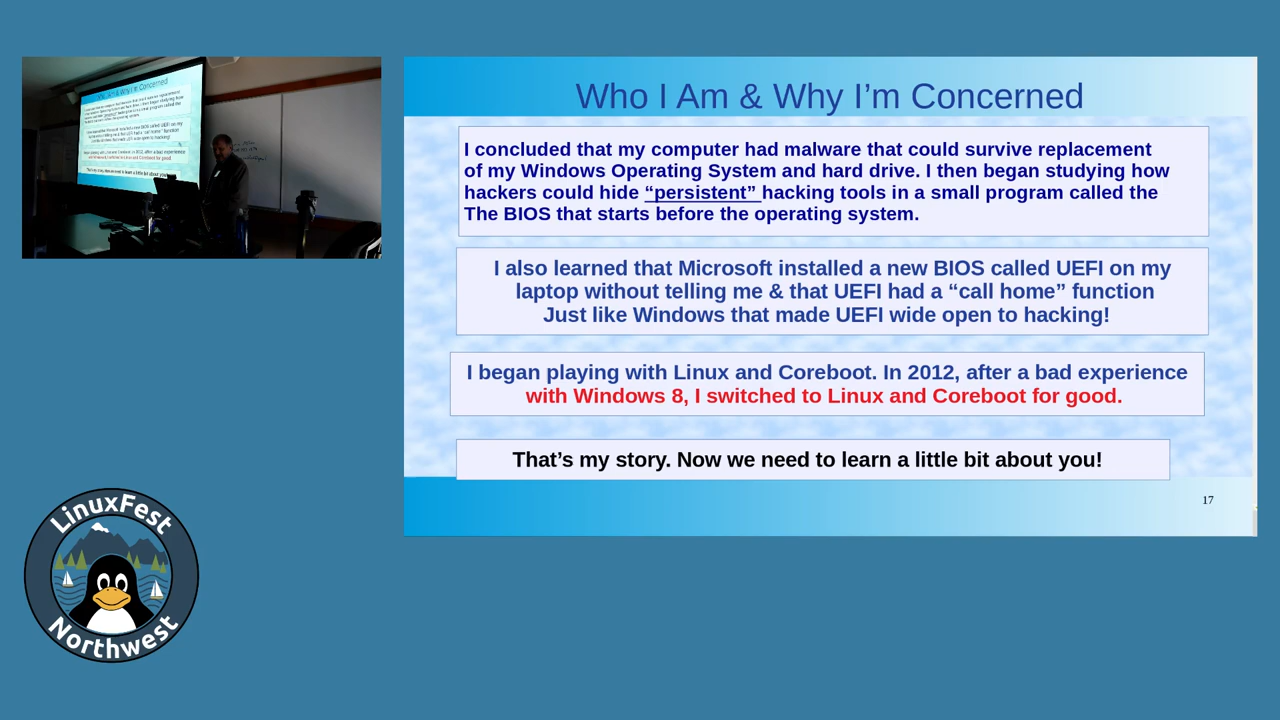 Who I Am & Why I’m Concerned
I concluded that my computer had malware that could survive replacement
of my Windows Operating System and hard drive. I then began studying how
hackers could hide “persistent” hacking tools in a small program called the
The BIOS that starts before the operating system.
I also learned that Microsoft installed a new BIOS called UEFI on my
laptop without telling me & that UEFI had a “call home” function
Just like Windows that made UEFI wide open to hacking!
I began playing with Linux and Coreboot. In 2012, after a bad experience
with Windows 8, I switched to Linux and Coreboot for good.
That’s my story. Now we need to learn a little bit about you!
17
LinuxFest
Northwest